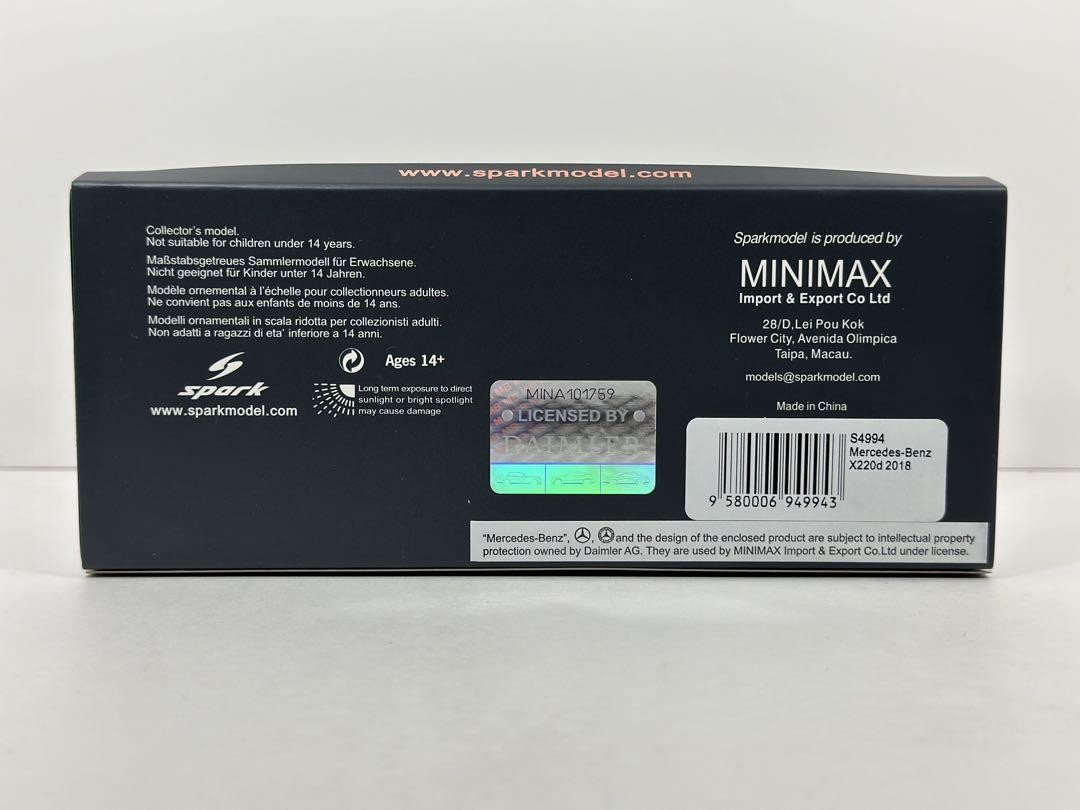 www.sparkmodel.com
Collector's model.
Not suitable for children under 14 years.
Maßstabsgetreues Sammlermodell für Erwachsene.
Nicht geeignet für Kinder unter 14 Jahren.
Modèle ornemental à l'échelle pour collectionneurs adultes.
Ne convient pas aux enfants de moins de 14 ans.
Modelli ornamentali in scala ridotta per collezionisti adulti.
Non adatti a ragazzi di eta' inferiore a 14 anni.
spark
www.sparkmodel.com
Ages 14+
Long term exposure to direct
sunlight or bright spotlight
may cause damage
MINA101759
LICENSED BY
DAIMLER
Sparkmodel is produced by
MINIMAX
Import & Export Co Ltd
28/D,Lei Pou Kok
Flower City, Avenida Olimpica
Taipa, Macau.
models@sparkmodel.com
Made in China
S4994
Mercedes-Benz
X220d 2018
9 580006 949943
"Mercedes-Benz", , and the design of the enclosed product are subject to intellectual property
protection owned by Daimler AG. They are used by MINIMAX Import & Export Co.Ltd under license.